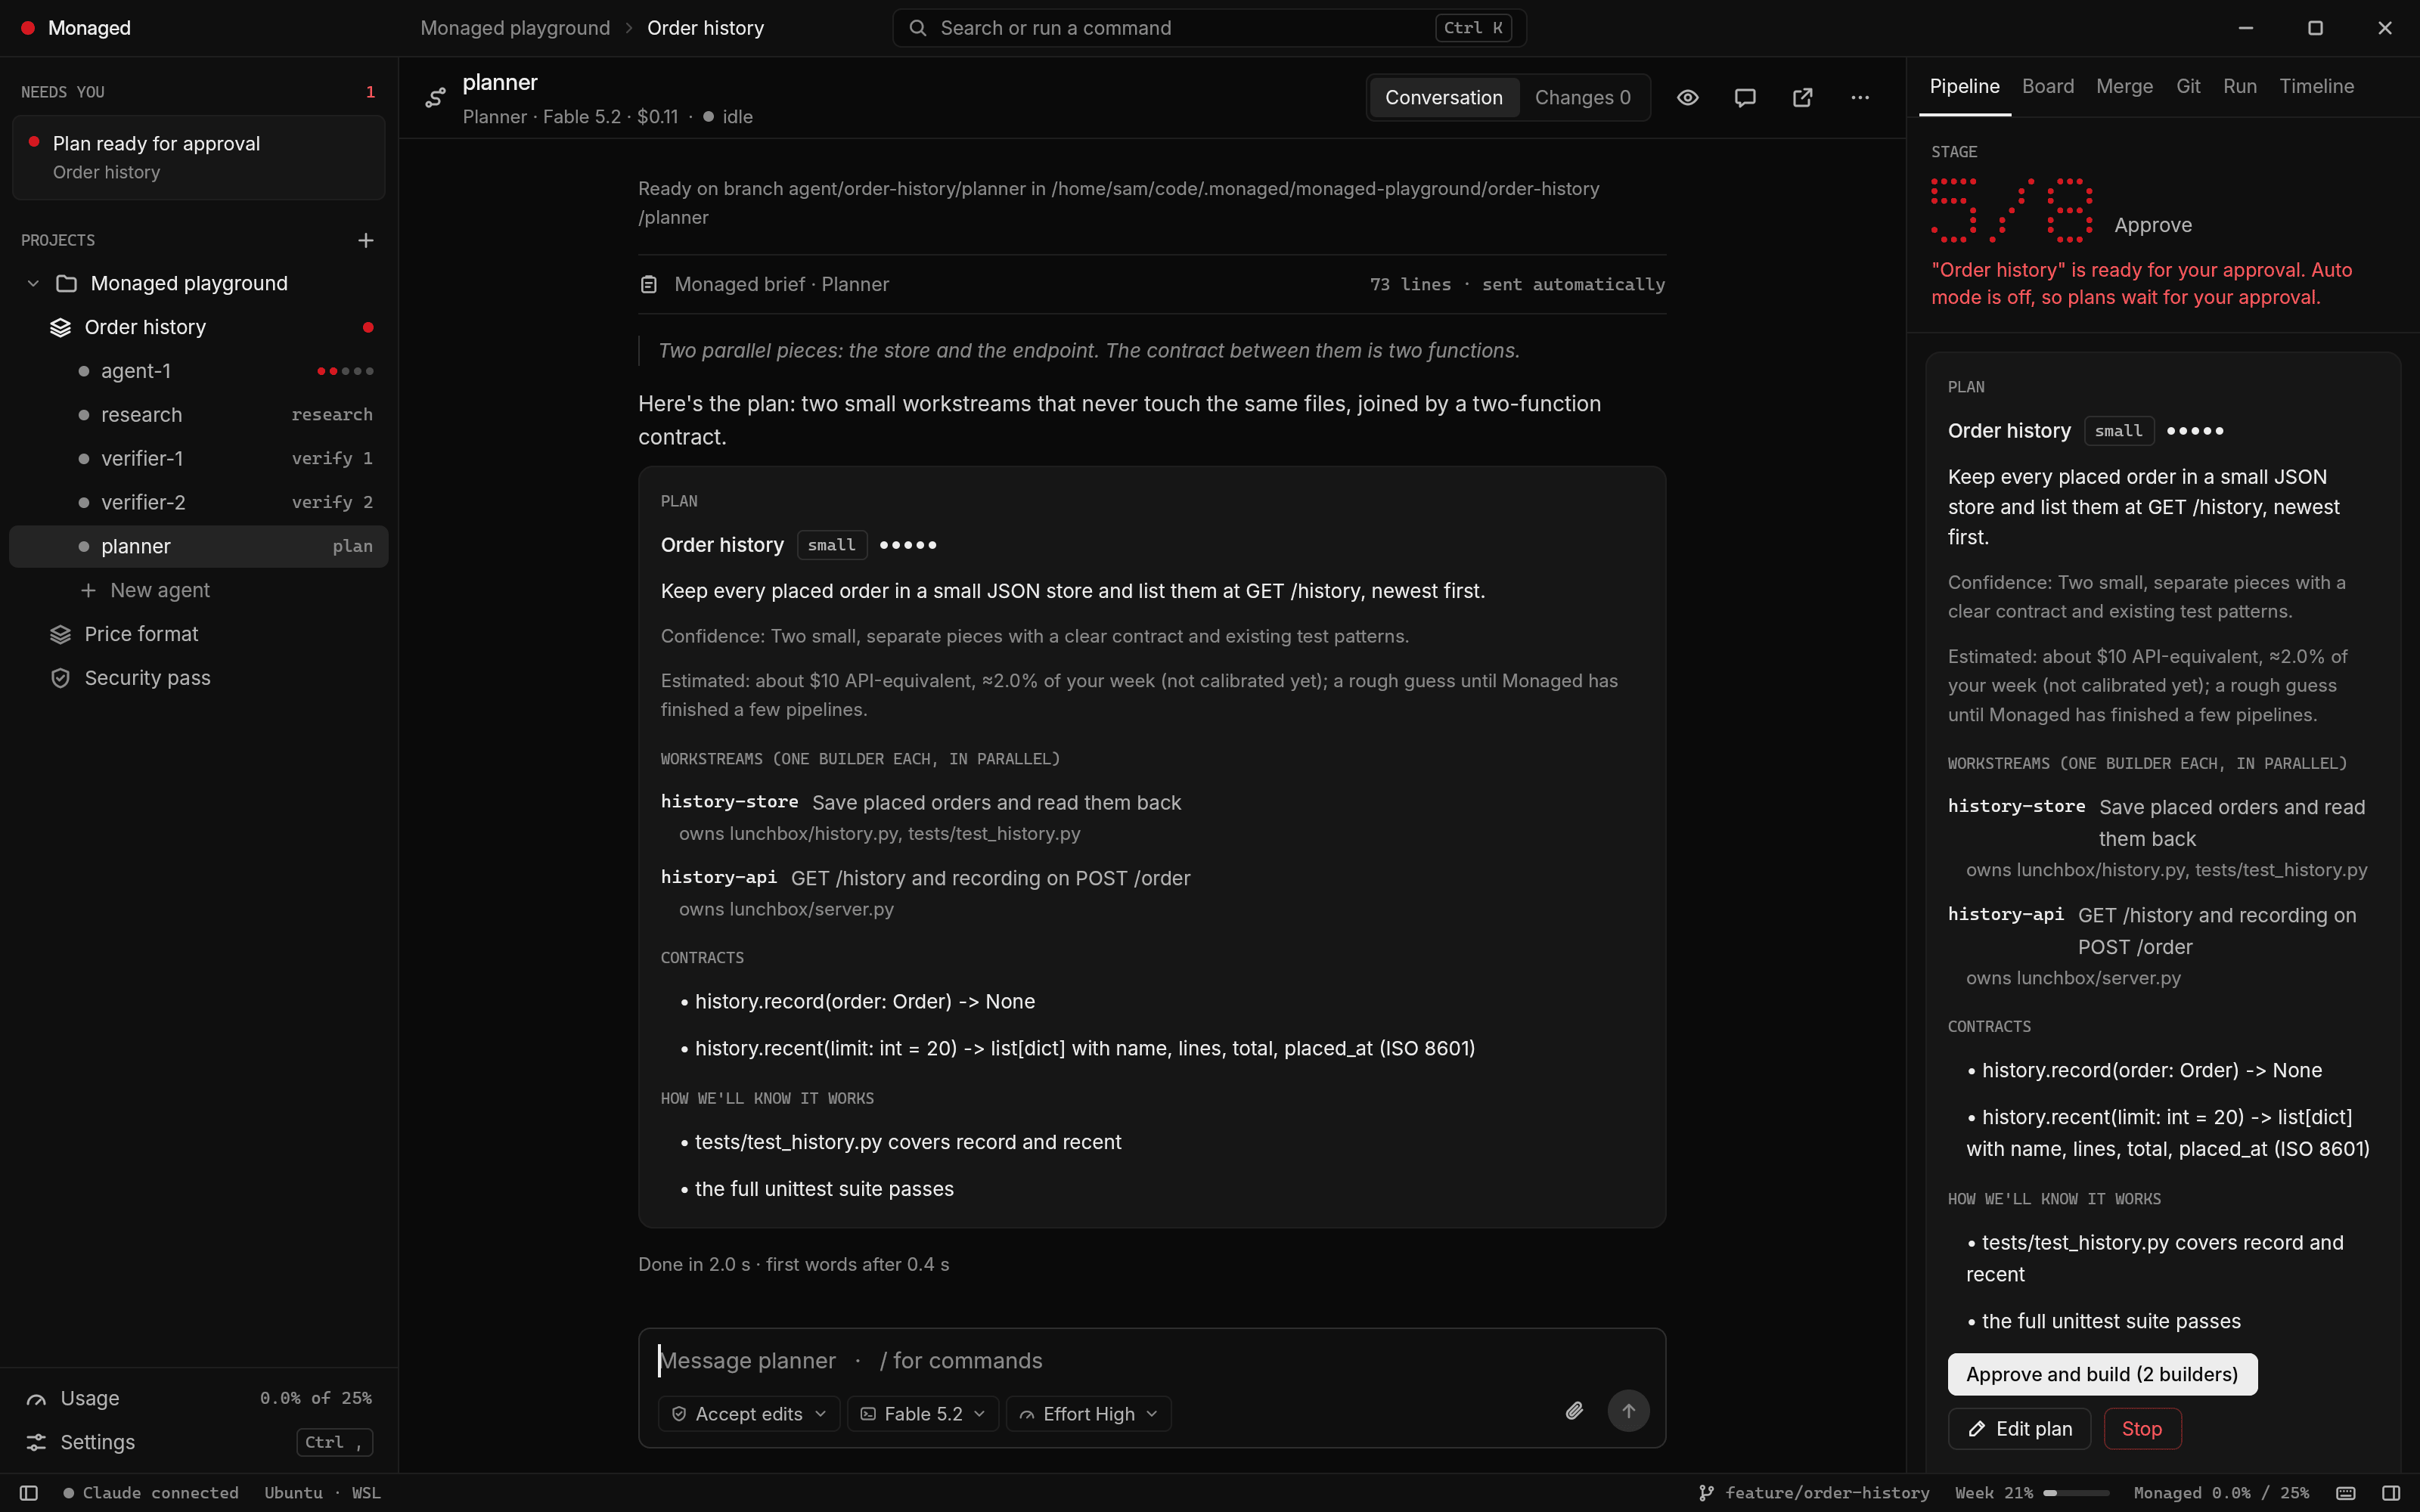 Monaged
Monaged playground > Order history
Search or run a command
Ctrl K
NEEDS YOU
1
Plan ready for approval
Order history
PROJECTS
Monaged playground
Order history
agent-1
research
research
verifier-1
verify 1
verifier-2
verify 2
planner
plan
New agent
Price format
Security pass
Usage
0.0% of 25%
Settings
Ctrl ,
planner
Planner · Fable 5.2 · $0.11 · idle
Conversation
Changes 0
Ready on branch agent/order-history/planner in /home/sam/code/.monaged/monaged-playground/order-history
/planner
Monaged brief · Planner
73 lines · sent automatically
Two parallel pieces: the store and the endpoint. The contract between them is two functions.
Here's the plan: two small workstreams that never touch the same files, joined by a two-function
contract.
PLAN
Order history
small
Keep every placed order in a small JSON store and list them at GET /history, newest first.
Confidence: Two small, separate pieces with a clear contract and existing test patterns.
Estimated: about $10 API-equivalent, ≈2.0% of your week (not calibrated yet); a rough guess until Monaged has
finished a few pipelines.
WORKSTREAMS (ONE BUILDER EACH, IN PARALLEL)
history-store Save placed orders and read them back
owns lunchbox/history.py, tests/test_history.py
history-api GET /history and recording on POST /order
owns lunchbox/server.py
CONTRACTS
• history.record(order: Order) -> None
• history.recent(limit: int = 20) -> list[dict] with name, lines, total, placed_at (ISO 8601)
HOW WE'LL KNOW IT WORKS
• tests/test_history.py covers record and recent
• the full unittest suite passes
Done in 2.0 s · first words after 0.4 s
Message planner · / for commands
Accept edits
Fable 5.2
Effort High
Pipeline
Board
Merge
Git
Run
Timeline
STAGE
5/8 Approve
"Order history" is ready for your approval. Auto
mode is off, so plans wait for your approval.
PLAN
Order history
small
Keep every placed order in a small JSON
store and list them at GET /history, newest
first.
Confidence: Two small, separate pieces with a
clear contract and existing test patterns.
Estimated: about $10 API-equivalent, ≈2.0% of
your week (not calibrated yet); a rough guess
until Monaged has finished a few pipelines.
WORKSTREAMS (ONE BUILDER EACH, IN PARALLEL)
history-store Save placed orders and read
them back
owns lunchbox/history.py, tests/test_history.py
history-api GET /history and recording on
POST /order
owns lunchbox/server.py
CONTRACTS
• history.record(order: Order) -> None
• history.recent(limit: int = 20) -> list[dict]
with name, lines, total, placed_at (ISO 8601)
HOW WE'LL KNOW IT WORKS
• tests/test_history.py covers record and
recent
• the full unittest suite passes
Approve and build (2 builders)
Edit plan
Stop
Claude connected
Ubuntu · WSL
feature/order-history
Week 21%
Monaged 0.0% / 25%